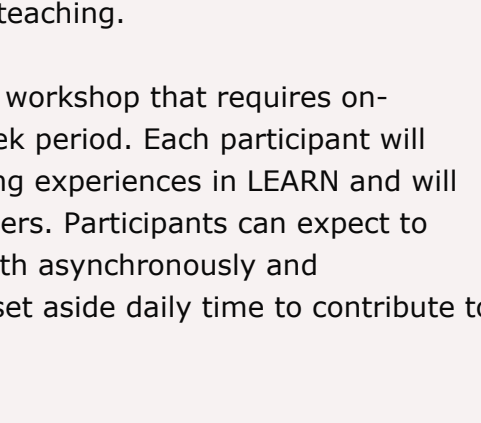 teaching.
workshop that requires on-
ek period. Each participant will
ng experiences in LEARN and will
ers. Participants can expect to
th asynchronously and
set aside daily time to contribute to